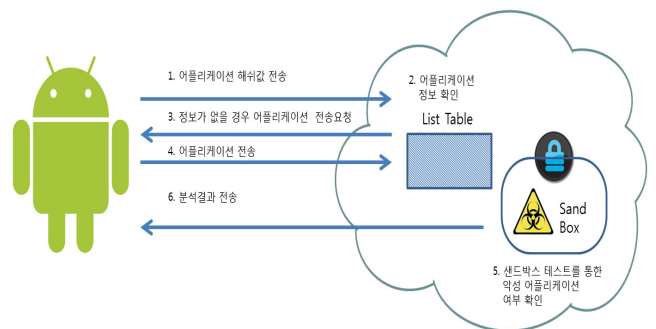 1. 어플리케이션 해쉬값 전송
2. 어플리케이션
정보 확인
List Table
3. 정보가 없을 경우 어플리케이션 전송요청
4. 어플리케이션 전송
6. 분석결과 전송
Sand
Box
5. 샌드박스 테스트를 통한
악성 어플리케이션
여부 확인